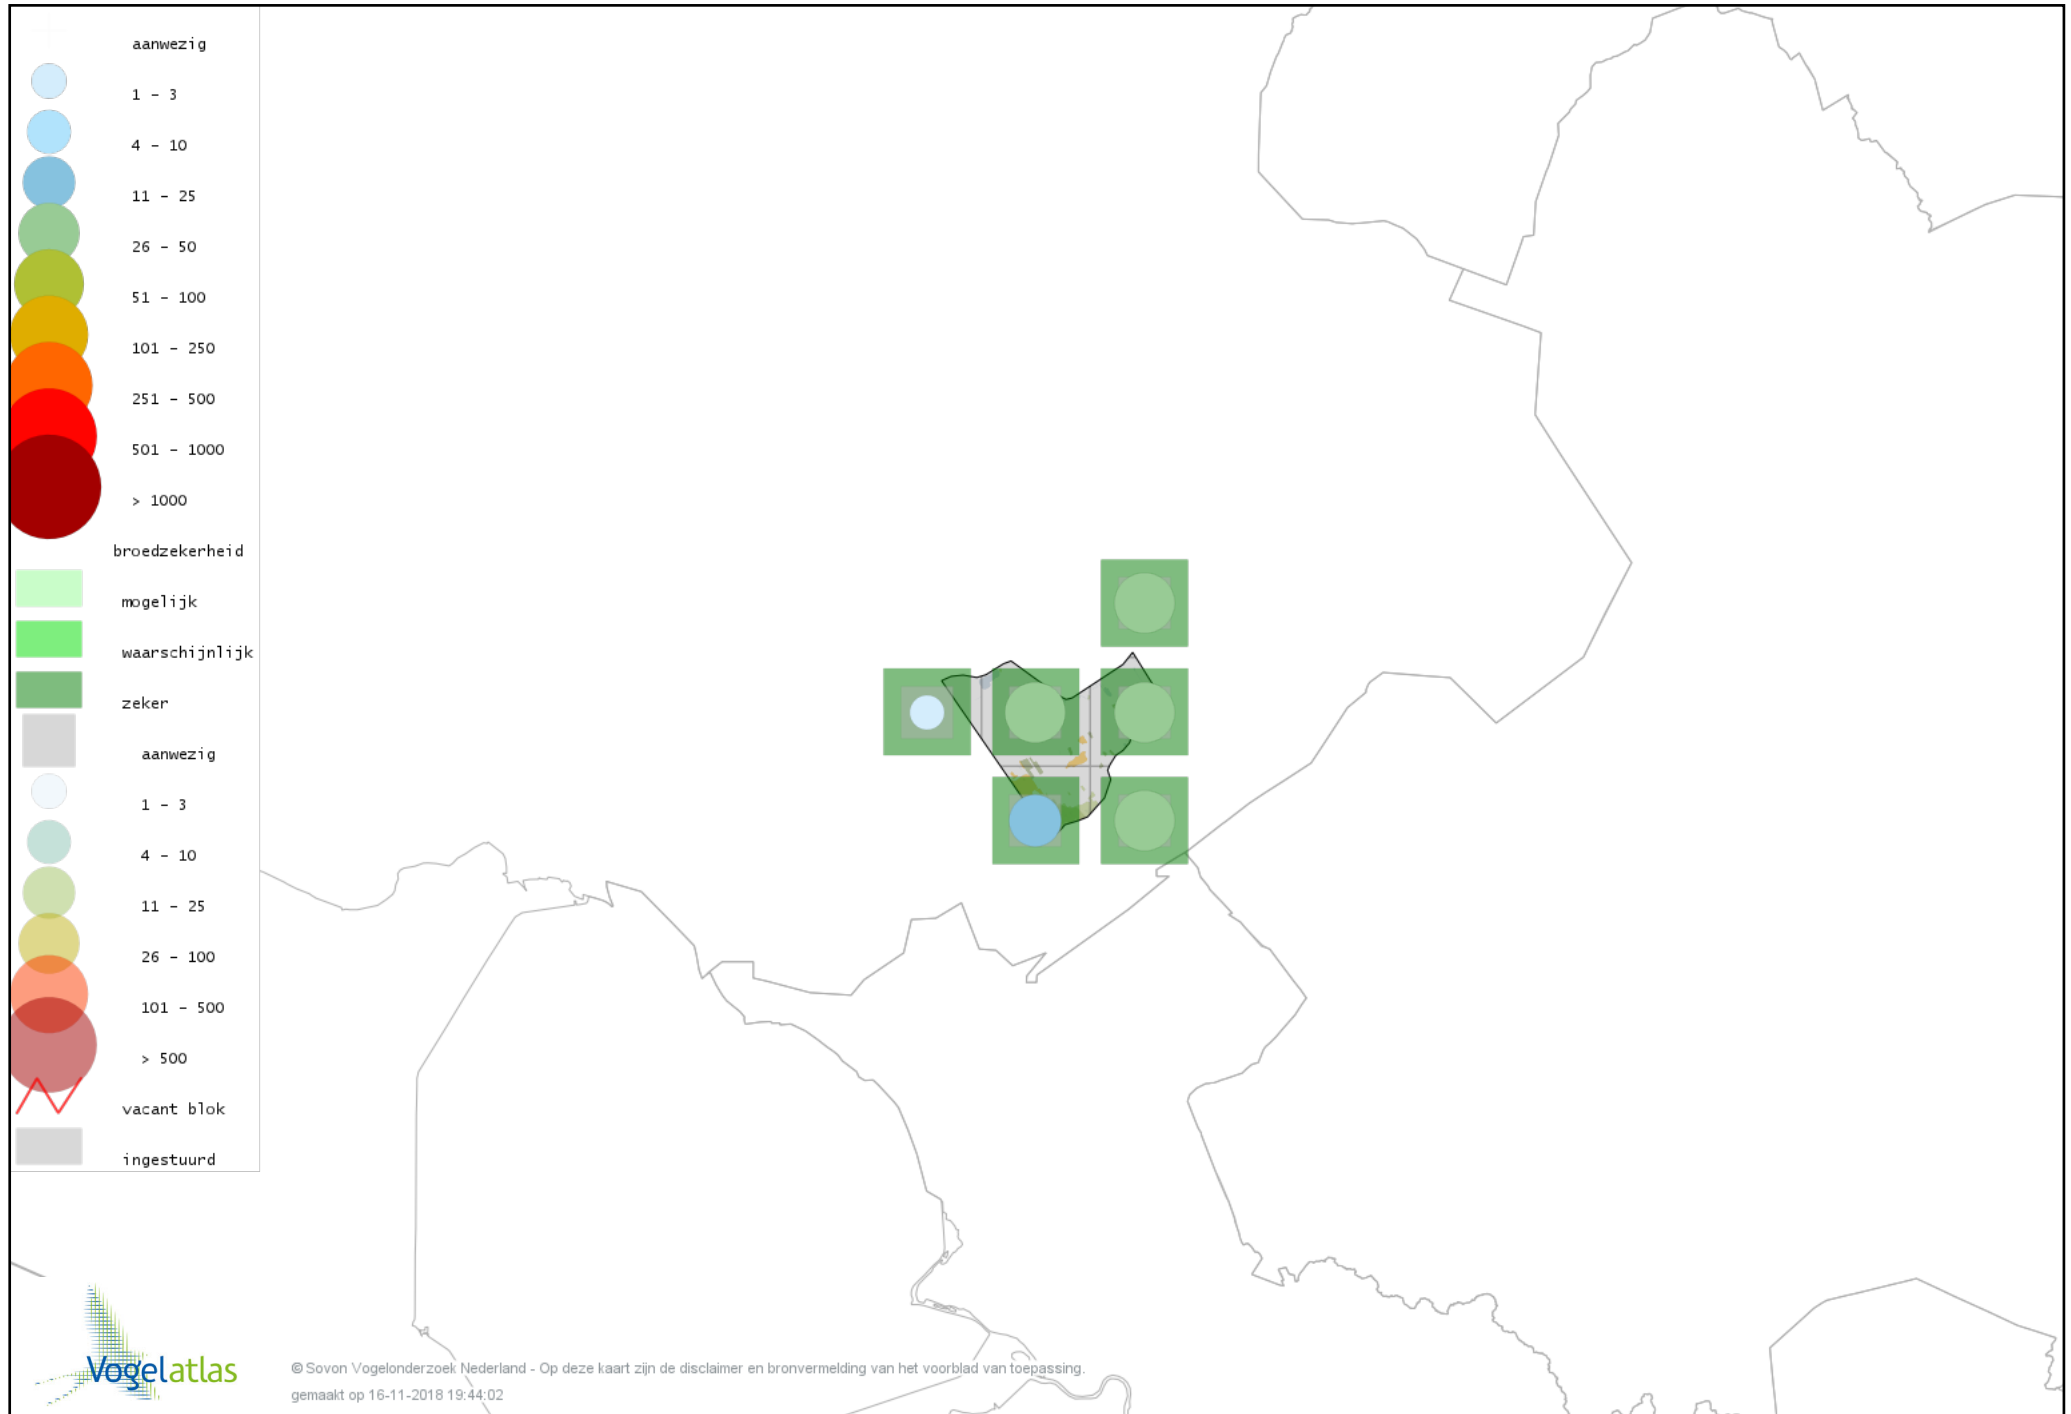 aanwezig
1 - 3
4 - 10
11 - 25
26 - 50
51 - 100
101 - 250
251 - 500
501 - 1000
> 1000
broedzekerheid
mogelijk
waarschijnlijk
zeker
aanwezig
1 - 3
4 - 10
11 - 25
26 - 100
101 - 500
> 500
vacant blok
ingestuurd
Vogelatlas
© Sovon Vogelonderzoek Nederland - Op deze kaart zijn de disclaimer en bronvermelding van het voorblad van toepassing.
gemaakt op 16-11-2018 19:44:02